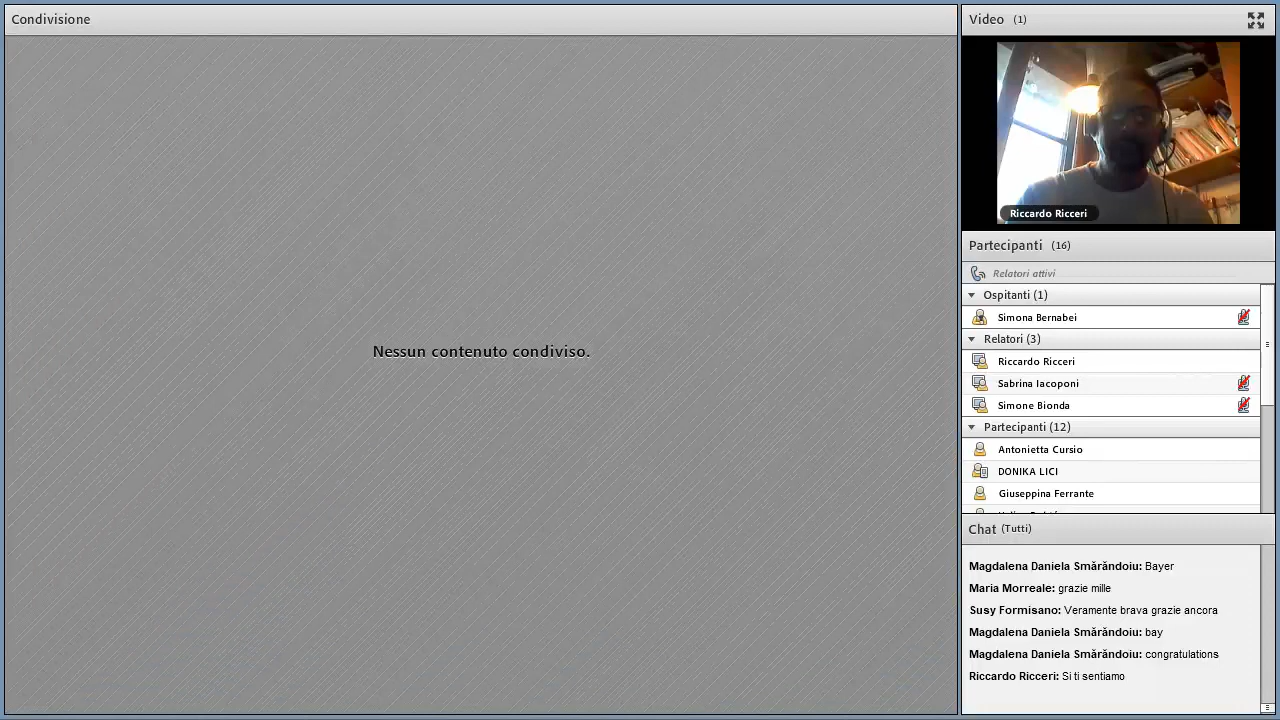 Condivisione
Nessun contenuto condiviso.
Video (1)
Riccardo Ricceri
Partecipanti (16)
Relatori attivi
Ospitanti (1)
Simona Bernabei
Relatori (3)
Riccardo Ricceri
Sabrina Iacoponi
Simone Bionda
Partecipanti (12)
Antonietta Cursio
DONIKA LICI
Giuseppina Ferrante
Chat (Tutti)
Magdalena Daniela Smărăndoiu: Bayer
Maria Morreale: grazie mille
Susy Formisano: Veramente brava grazie ancora
Magdalena Daniela Smărăndoiu: bay
Magdalena Daniela Smărăndoiu: congratulations
Riccardo Ricceri: Si ti sentiamo